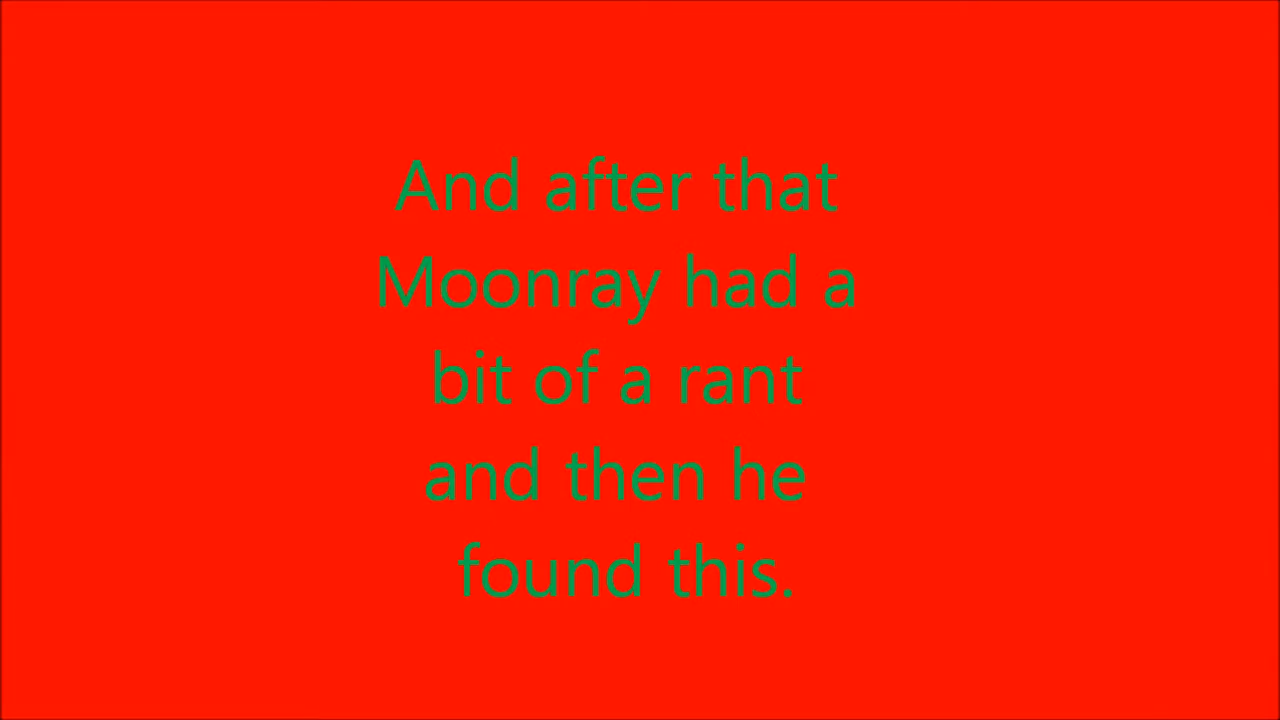 And after that
Moonray had a
bit of a rant
and then he
found this.